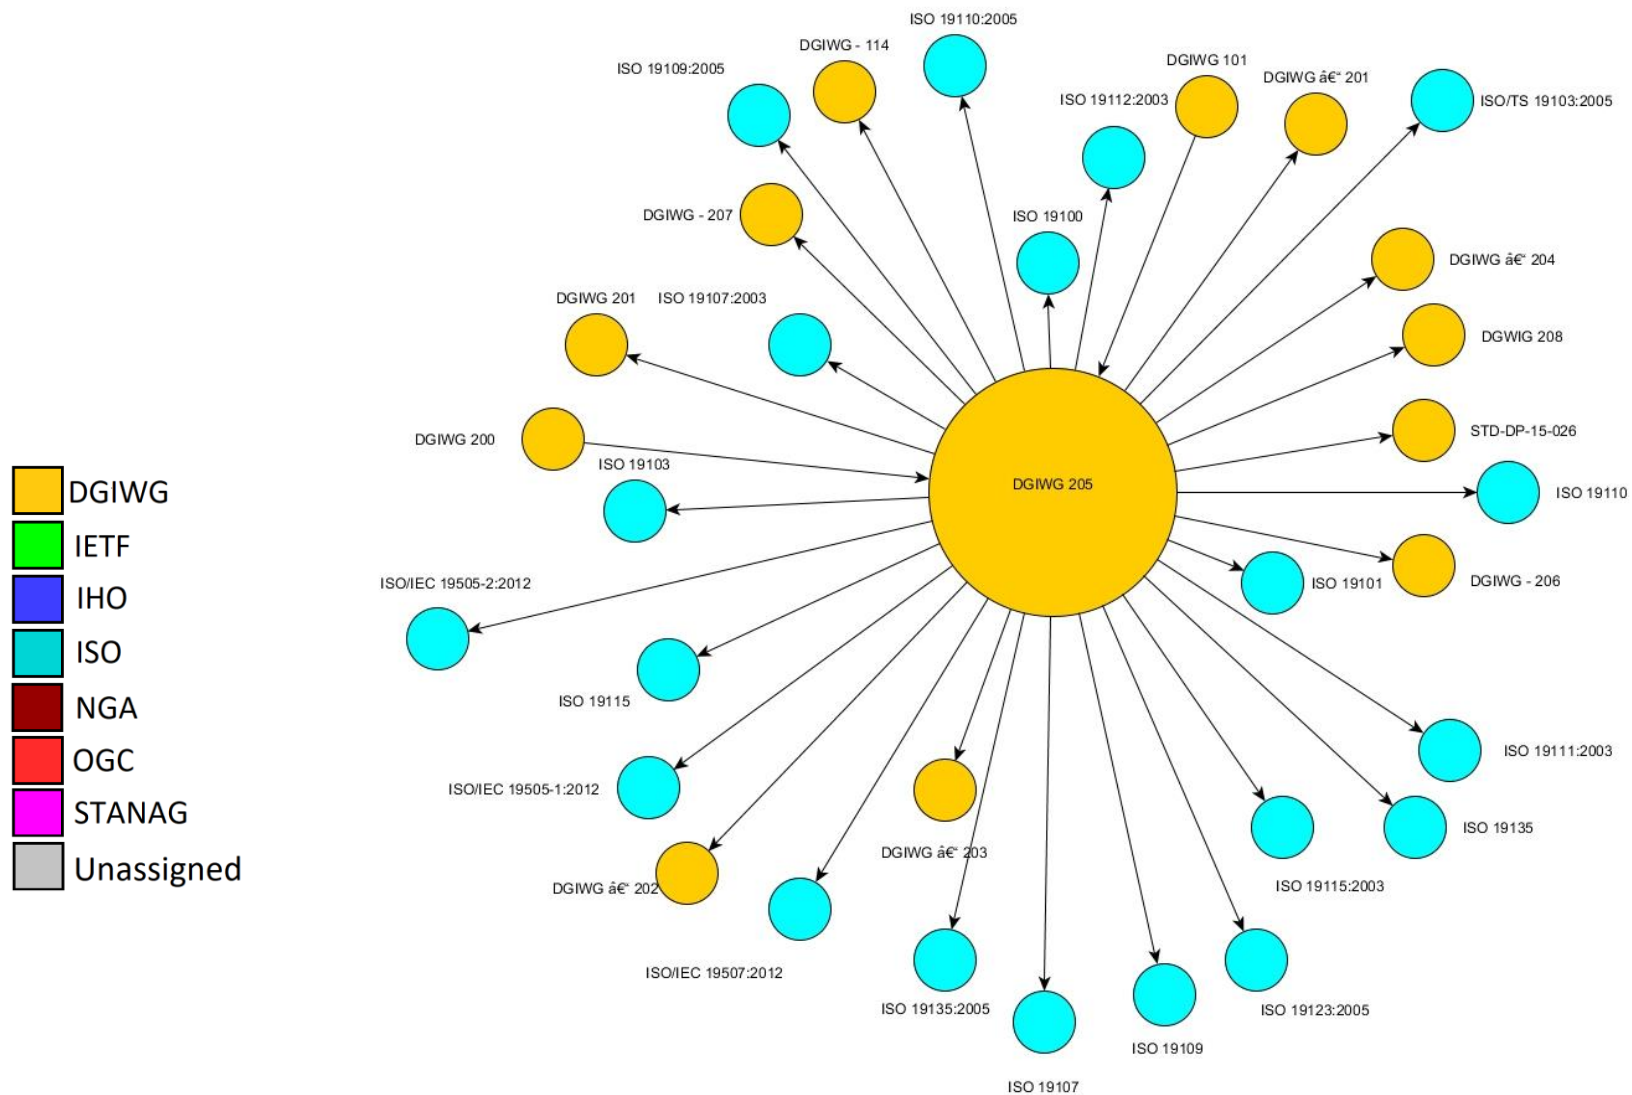 ISO 19110:2005
DGIWG - 114
DGIWG 101
ISO 19109:2005
DGIWG â€“ 201
ISO 19112:2003
ISO/TS 19103:2005
DGIWG - 207
ISO 19100
DGIWG â€“ 204
DGIWG 201
ISO 19107:2003
DGWIG 208
DGIWG 200
STD-DP-15-026
ISO 19103
DGIWG 205
ISO 19110
DGIWG
IETF
IHO
ISO
NGA
OGC
STANAG
Unassigned
ISO/IEC 19505-2:2012
ISO 19101
DGIWG - 206
ISO 19115
ISO 19111:2003
ISO/IEC 19505-1:2012
ISO 19135
DGIWG â€“ 203
DGIWG â€“ 202
ISO 19115:2003
ISO/IEC 19507:2012
ISO 19135:2005
ISO 19123:2005
ISO 19109
ISO 19107